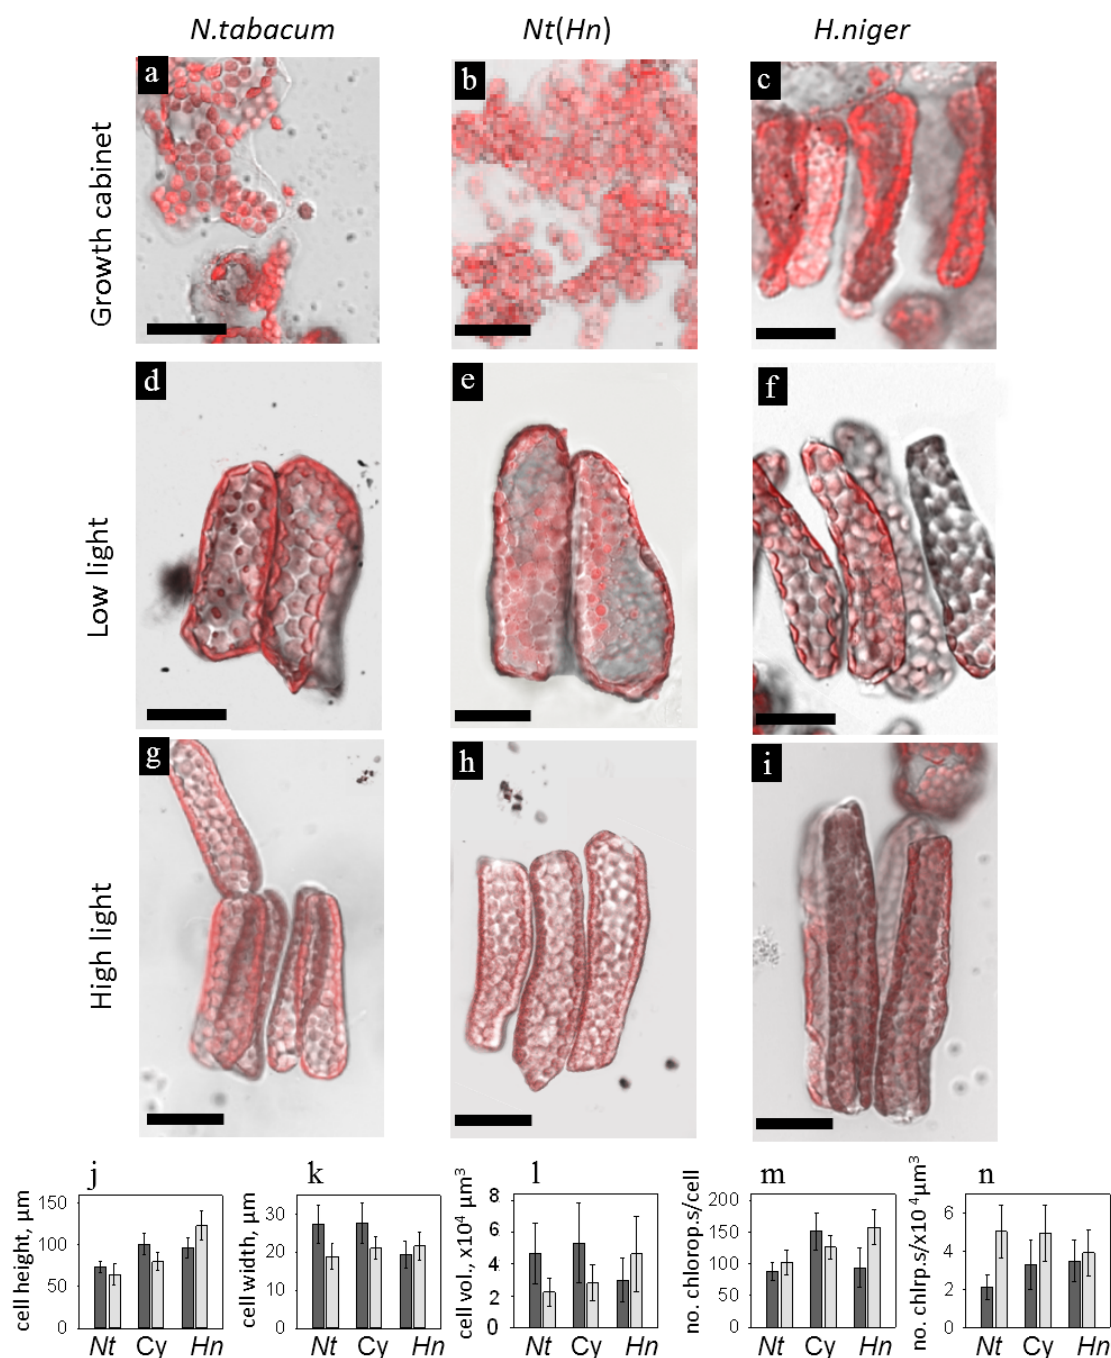 N.tabacum Nt(Hn) H.niger
a b c
Growth cabinet
d e f
Low light
g h i
High light
j k l m n
cell height, µm
150
100
50
0
Nt Cy Hn
cell width, µm
30
20
10
0
Nt Cy Hn
cell vol., x10⁴ µm³
8
6
4
2
0
Nt Cy Hn
no. chlorop.s/cell
200
150
100
50
0
Nt Cy Hn
no. chlrp.s/x10⁴µm³
6
4
2
0
Nt Cy Hn